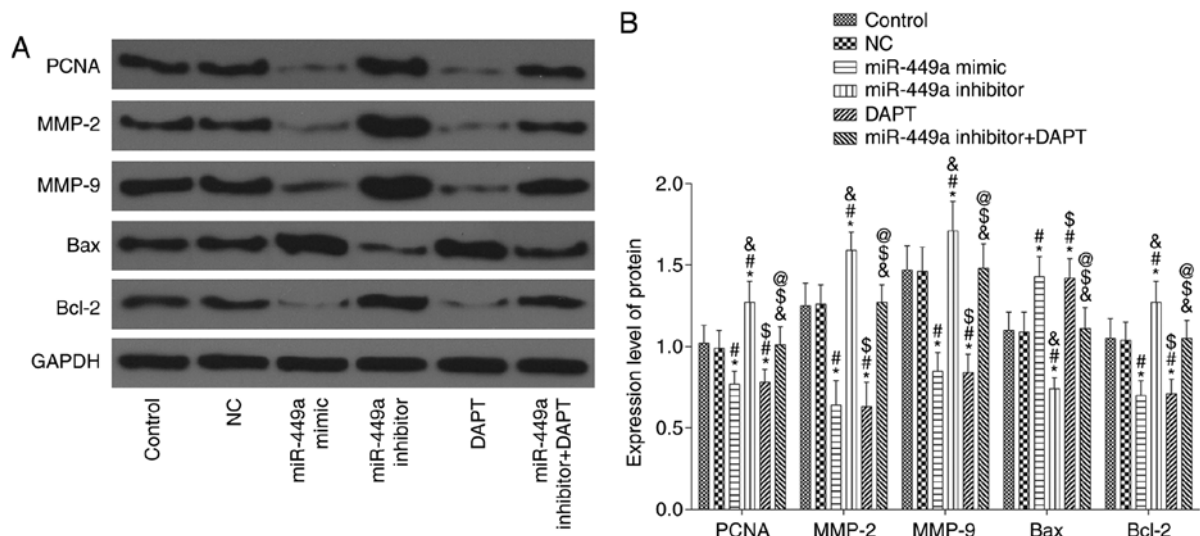 A
PCNA
MMP-2
MMP-9
Bax
Bcl-2
GAPDH
Control
NC
miR-449a
mimic
miR-449a
inhibitor
DAPT
miR-449a
inhibitor+DAPT
B
Control
NC
miR-449a mimic
miR-449a inhibitor
DAPT
miR-449a inhibitor+DAPT
Expression level of protein
2.0
1.5
1.0
0.5
0.0
#*
&#*
$#*
@$&
#*
&#*
$#*
@$&
#*
&#*
$#*
@$&
#*
&#*
$#*
@$&
#*
&#*
$#*
@$&
PCNA
MMP-2
MMP-9
Bax
Bcl-2